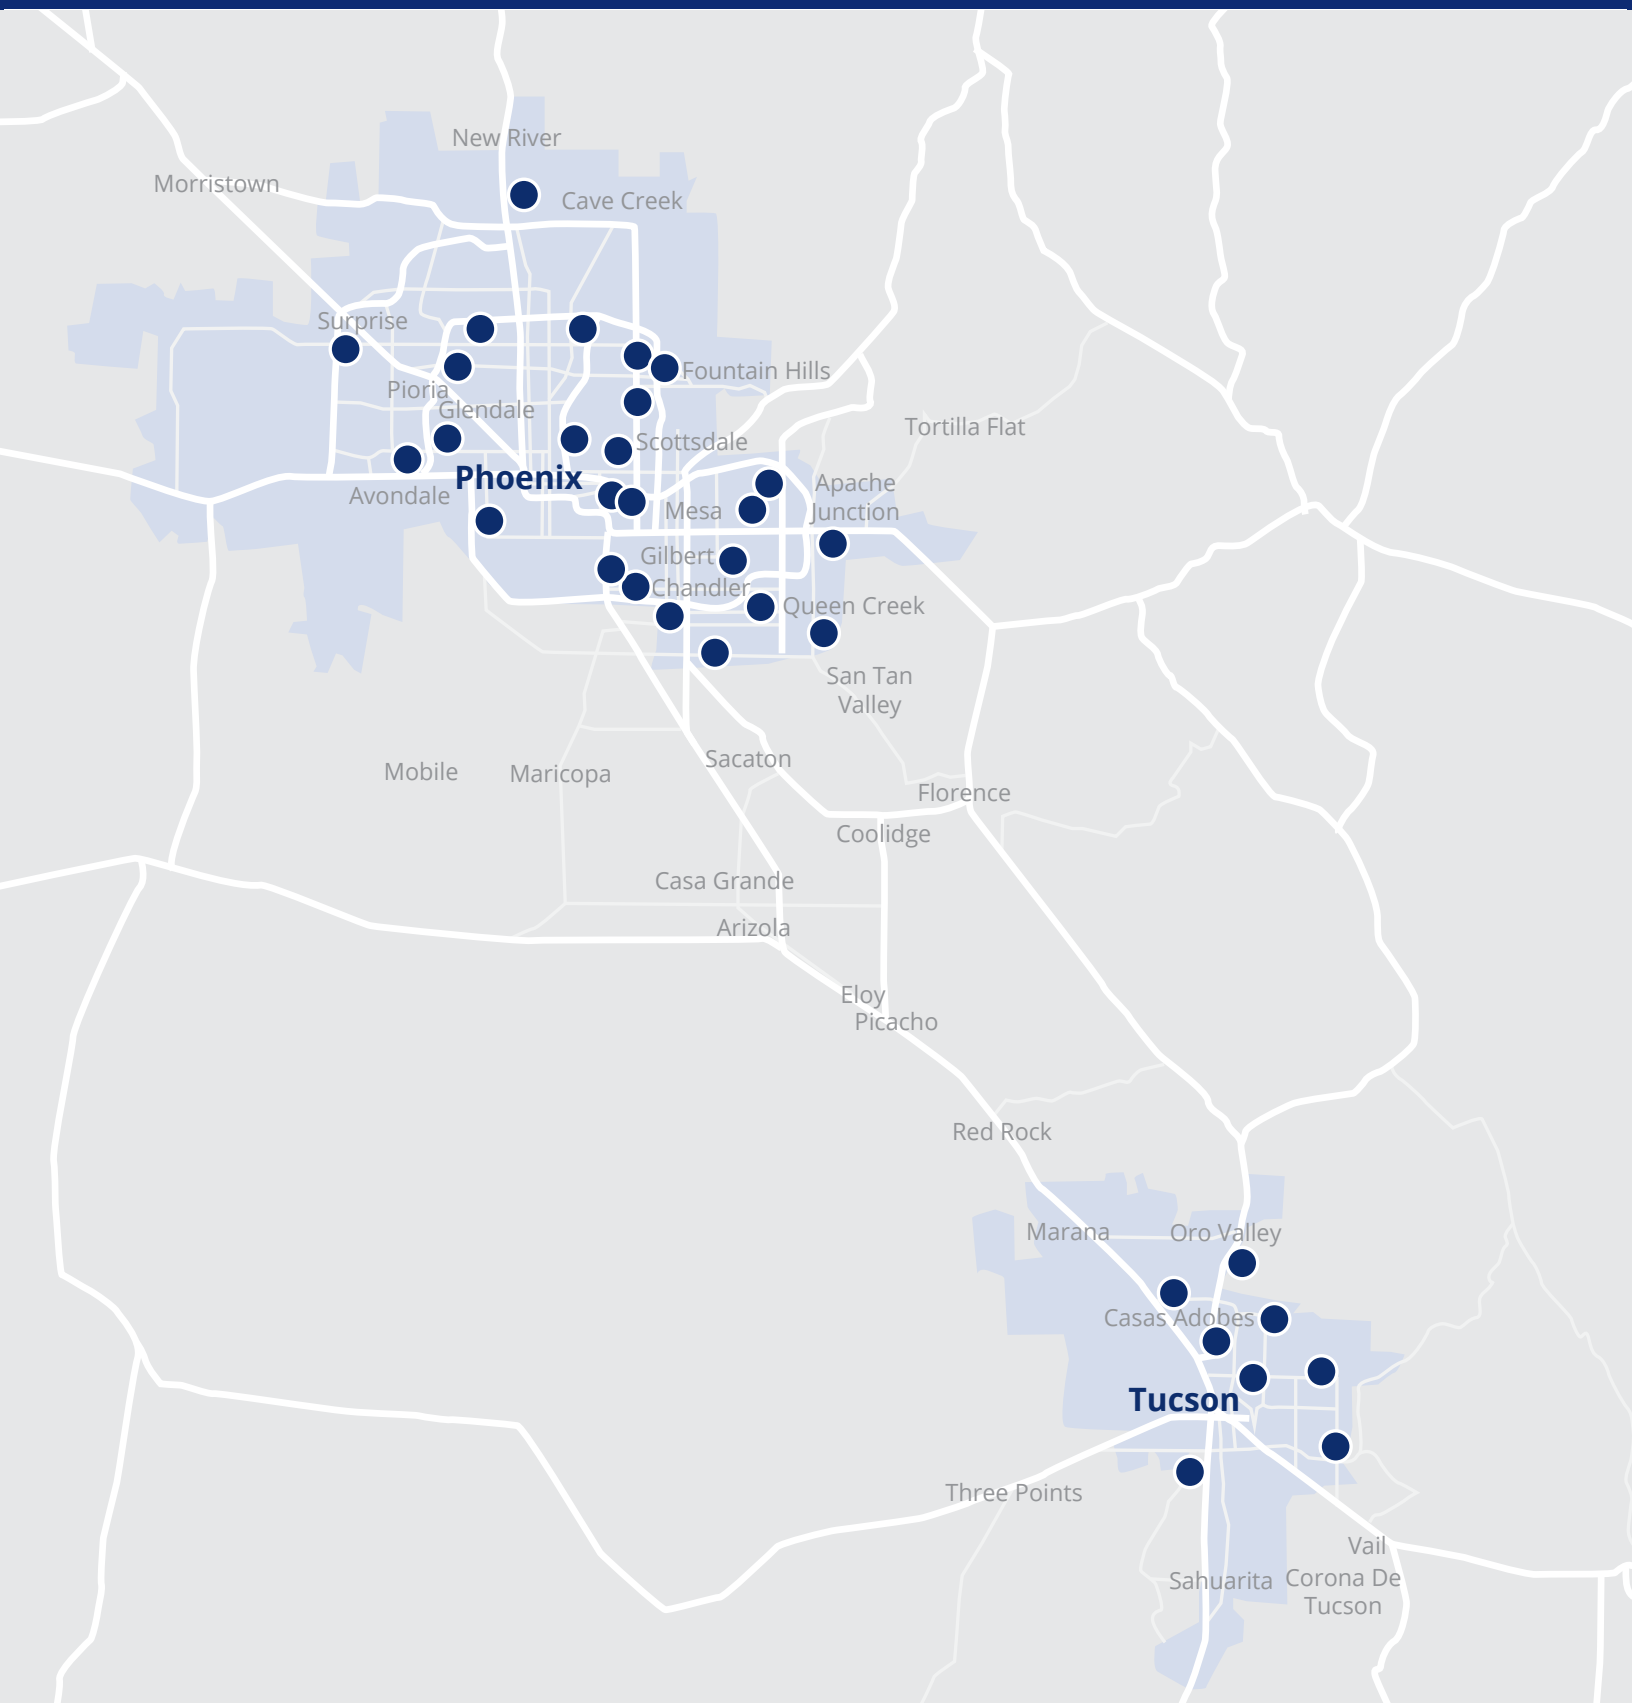 New River
Morristown
Cave Creek
Surprise
Fountain Hills
Pioria
Glendale
Tortilla Flat
Scottsdale
Phoenix
Apache
Junction
Avondale
Mesa
Gilbert
Chandler
Queen Creek
San Tan
Valley
Sacaton
Mobile
Maricopa
Florence
Coolidge
Casa Grande
Arizola
Eloy
Picacho
Red Rock
Marana
Oro Valley
Casas Adobes
Tucson
Three Points
Vail
Sahuarita
Corona De
Tucson